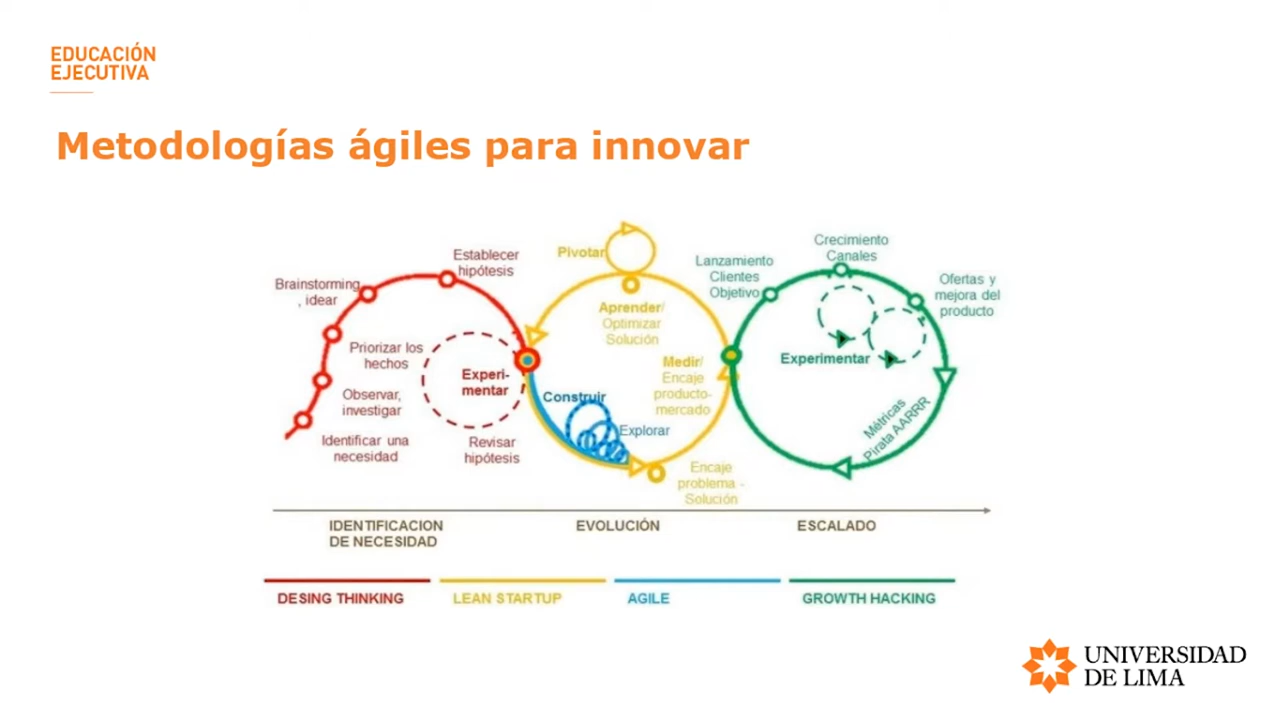 EDUCACIÓN
EJECUTIVA
Metodologías ágiles para innovar
Establecer
hipótesis
Brainstorming
, idear
Priorizar los
hechos
Observar,
investigar
Identificar una
necesidad
Experi-
mentar
Revisar
hipótesis
Pivotar
Aprender/
Optimizar
Solución
Medir/
Encaje
producto-
mercado
Construir
Explorar
Encaje
problema -
Solución
Lanzamiento
Clientes
Objetivo
Crecimiento
Canales
Ofertas y
mejora del
producto
Experimentar
Métricas
Pirata AARRR
IDENTIFICACION
DE NECESIDAD
EVOLUCIÓN
ESCALADO
DESING THINKING
LEAN STARTUP
AGILE
GROWTH HACKING
UNIVERSIDAD
DE LIMA